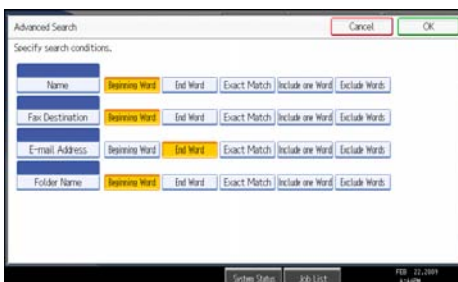 Advanced Search Cancel OK
Specify search conditions.
Name Beginning Word End Word Exact Match Include one Word Exclude Words
Fax Destination Beginning Word End Word Exact Match Include one Word Exclude Words
E-mail Address Beginning Word End Word Exact Match Include one Word Exclude Words
Folder Name Beginning Word End Word Exact Match Include one Word Exclude Words
System Status Job List FEB 22,2009